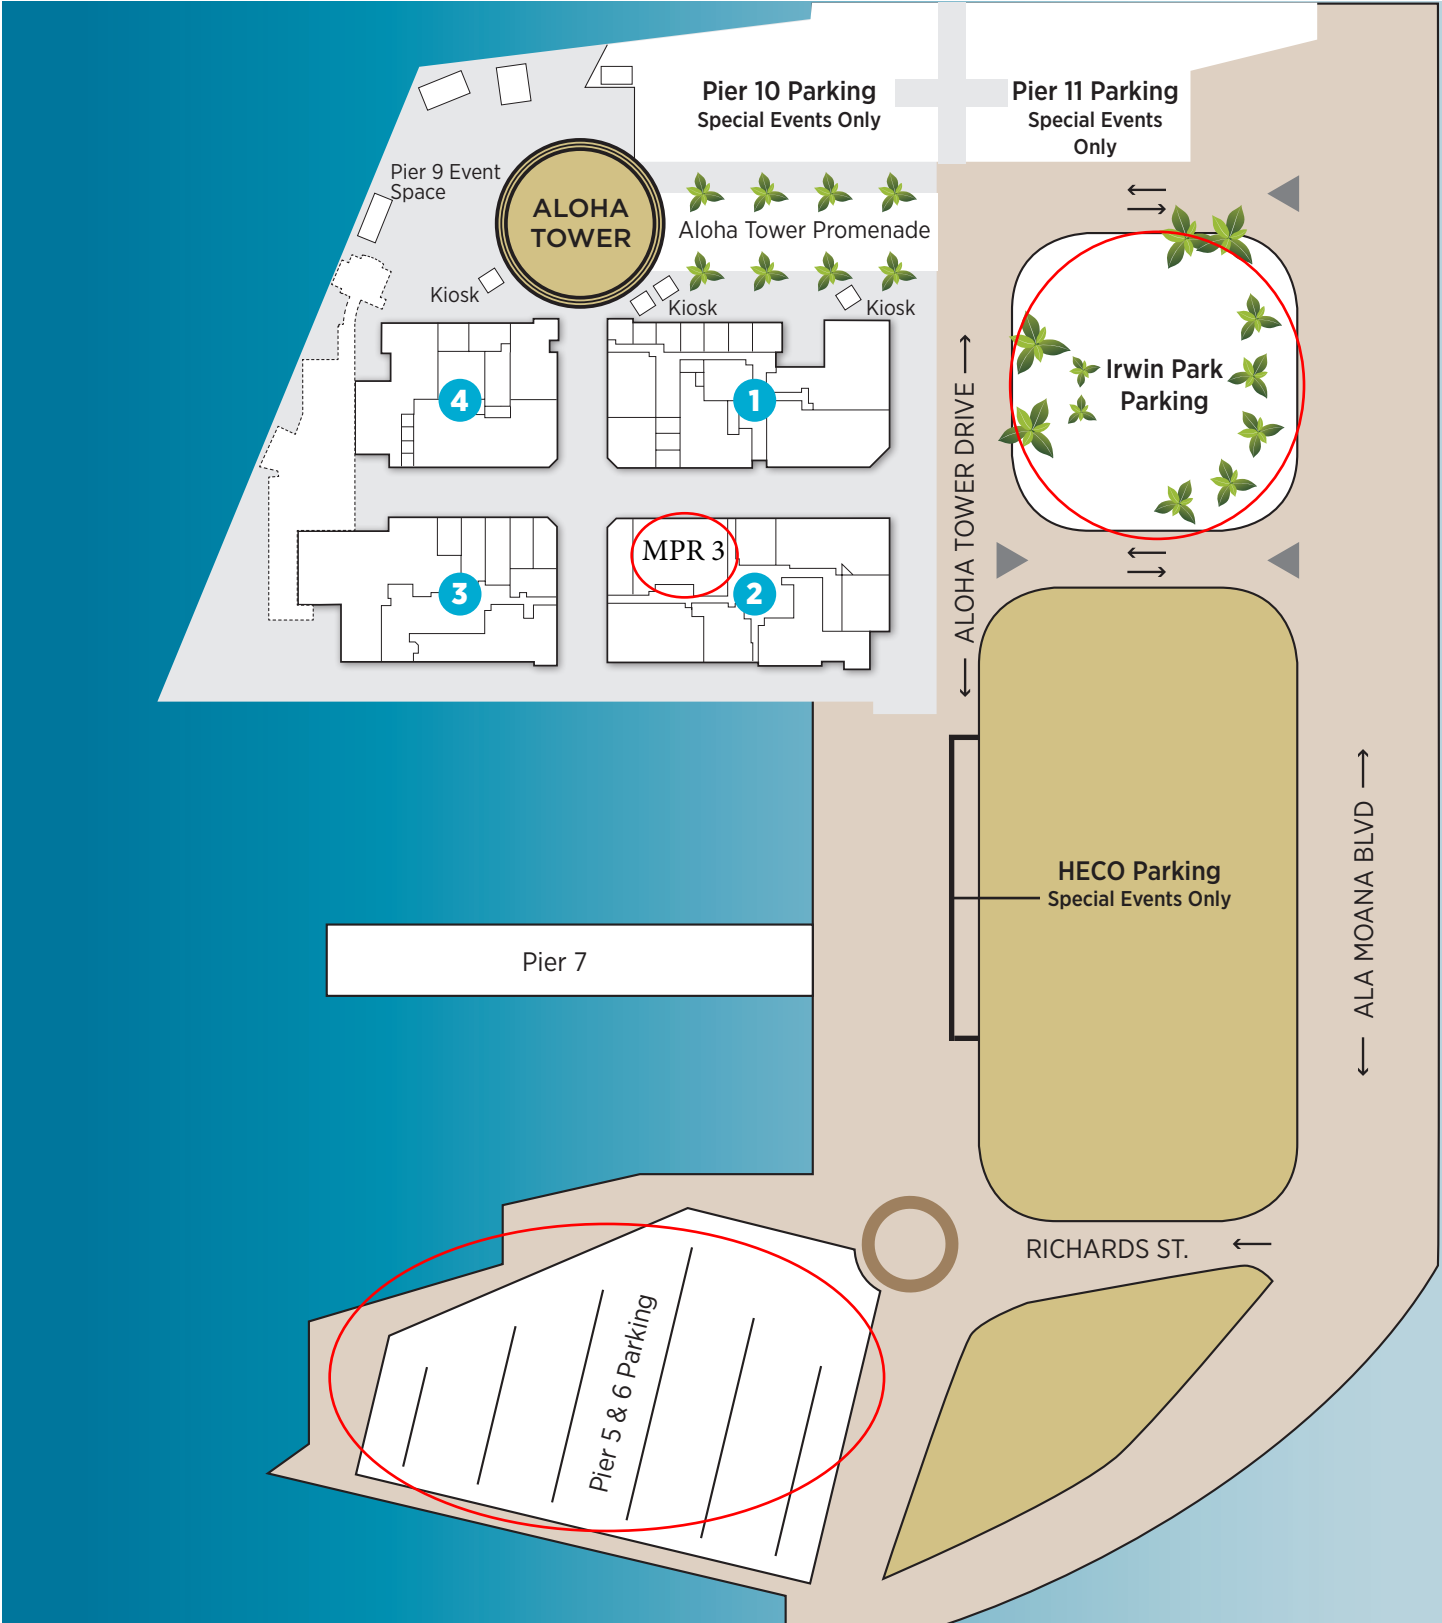 Pier 10 Parking
Special Events Only
Pier 11 Parking
Special Events
Only
Pier 9 Event
Space
ALOHA
TOWER
Aloha Tower Promenade
Kiosk
Kiosk
Kiosk
4
1
Irwin Park
Parking
ALOHA TOWER DRIVE
MPR 3
3
2
HECO Parking
Special Events Only
ALA MOANA BLVD
Pier 7
RICHARDS ST.
Pier 5 & 6 Parking